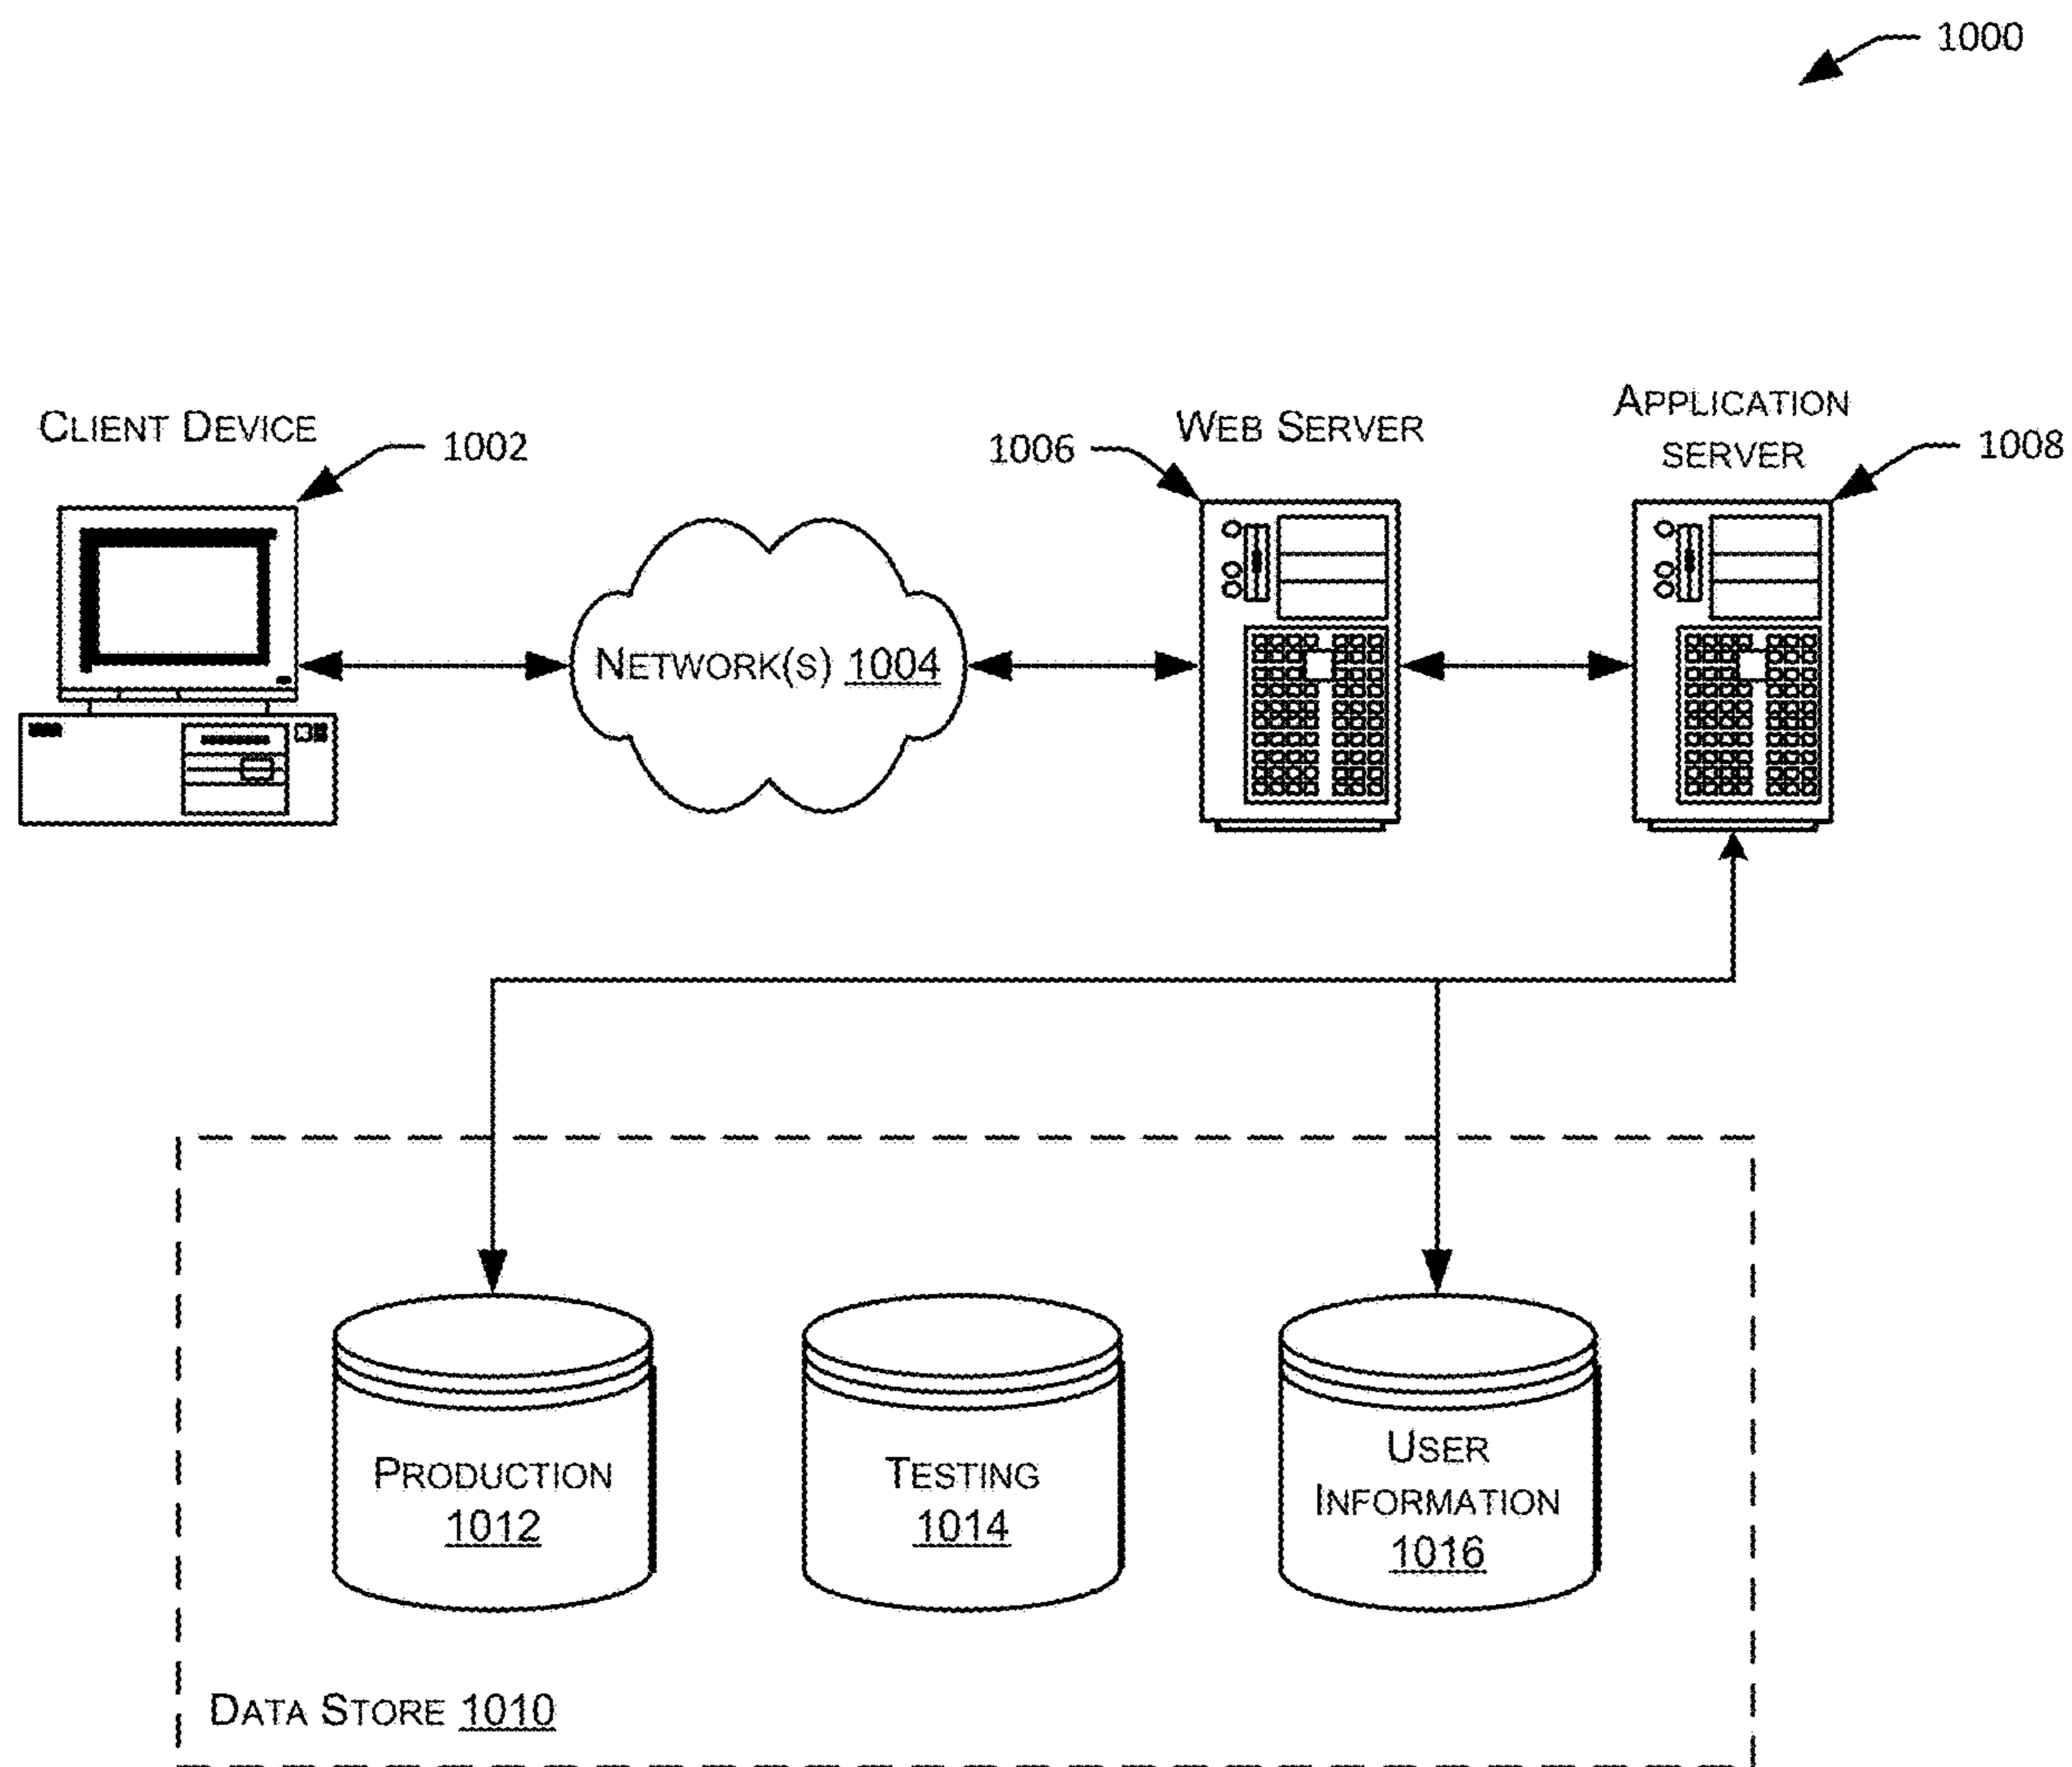 1000
CLIENT DEVICE
1002
1006
WEB SERVER
APPLICATION
SERVER
1008
NETWORK(S) 1004
PRODUCTION
1012
TESTING
1014
USER
INFORMATION
1016
DATA STORE 1010